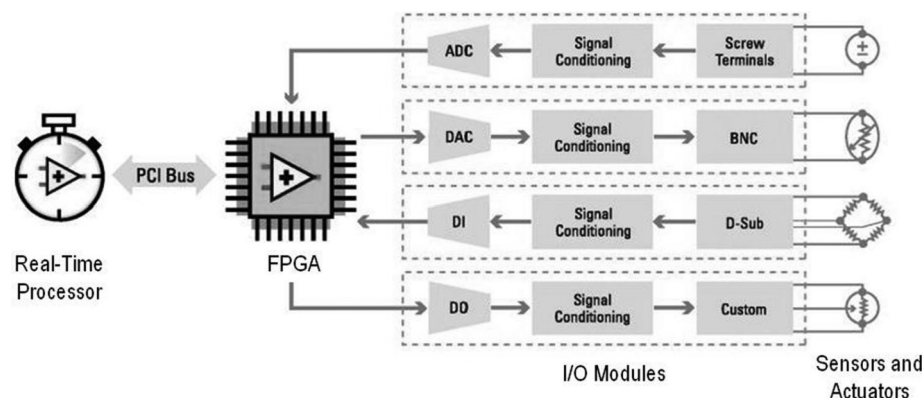 ADC
Signal
Conditioning
Screw
Terminals
DAC
Signal
Conditioning
BNC
PCI Bus
DI
Signal
Conditioning
D-Sub
Real-Time
Processor
FPGA
DO
Signal
Conditioning
Custom
I/O Modules
Sensors and
Actuators